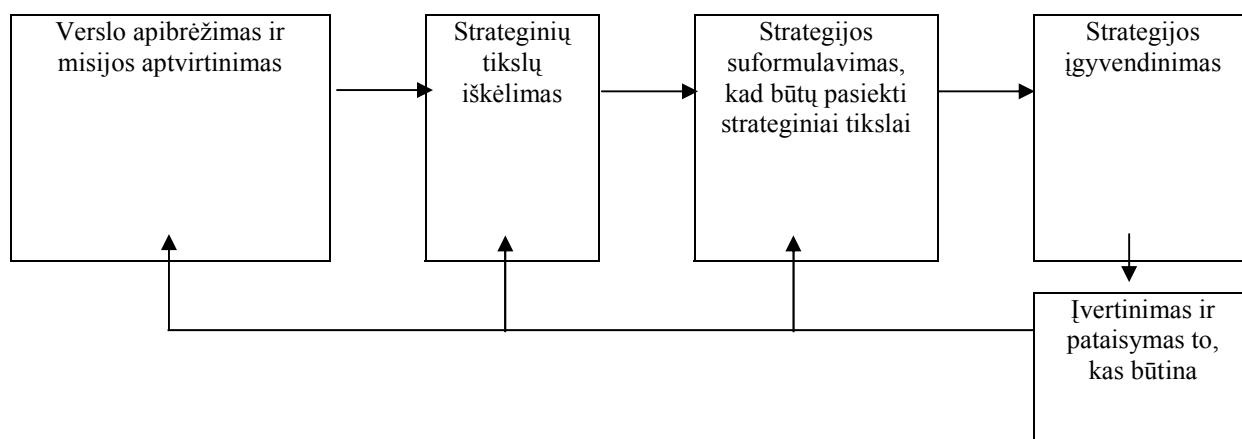 Verslo apibrėžimas ir
misijos aptvirtinimas
Strateginių
tikslų
iškėlimas
Strategijos
suformulavimas,
kad būtų pasiekti
strateginiai tikslai
Strategijos
įgyvendinimas
Įvertinimas ir
pataisymas to,
kas būtina